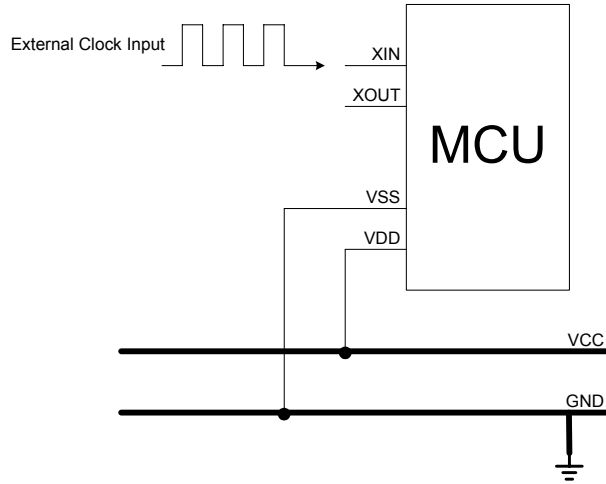 External Clock Input
XIN
XOUT
MCU
VSS
VDD
VCC
GND